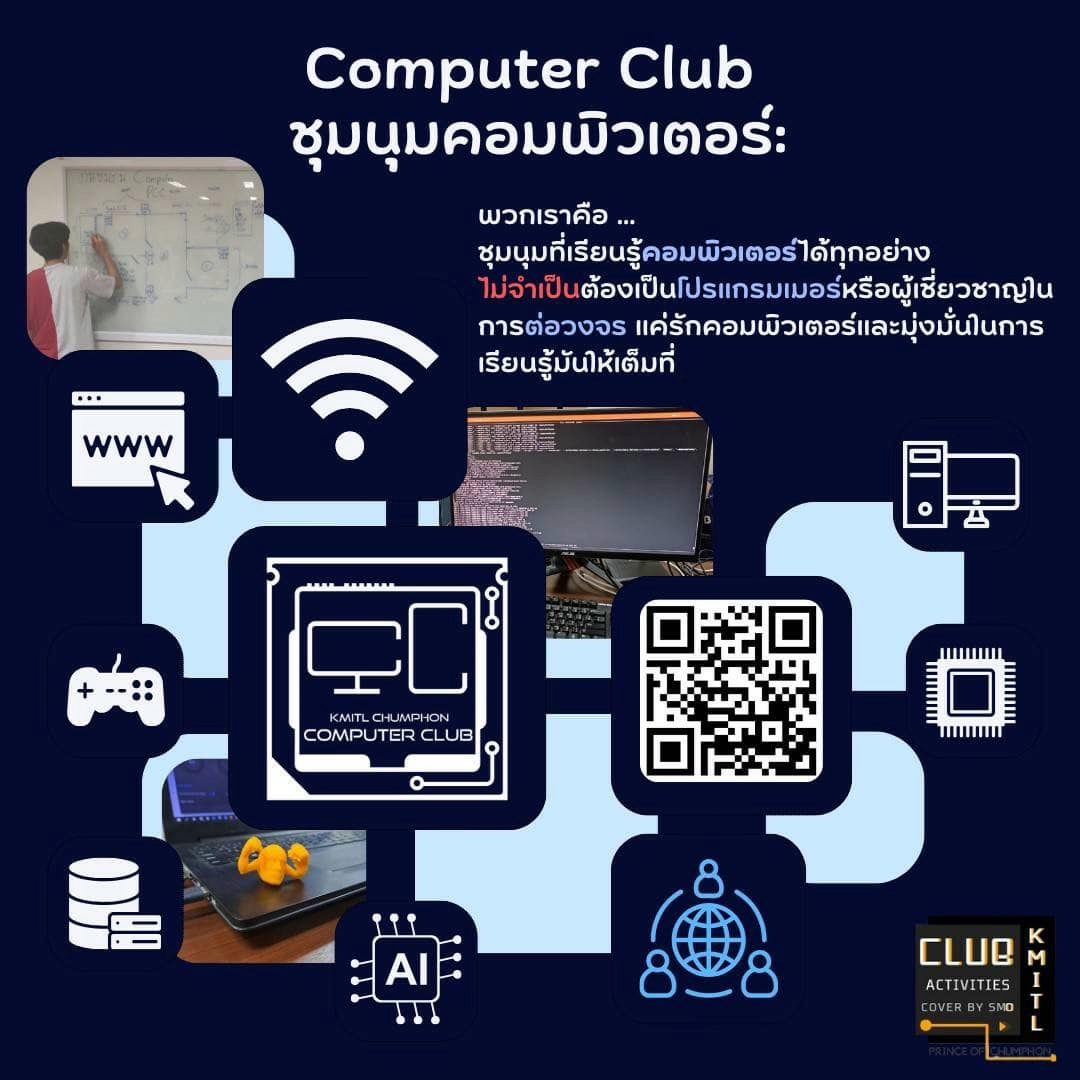 Computer Club
ชุมนุมคอมพิวเตอร์:
พวกเราคือ ...
ชุมนุมที่เรียนรู้คอมพิวเตอร์ได้ทุกอย่าง
ไม่จำเป็นต้องเป็นโปรแกรมเมอร์หรือผู้เชี่ยวชาญใน
การต่อวงจร แค่รักคอมพิวเตอร์และมุ่งมั่นในการ
เรียนรู้มันให้เต็มที่
WWW
ASUS
KMITL CHUMPHON
COMPUTER CLUB
AI
CLUB
ACTIVITIES
COVER BY SMO
KMITL
PRINCE OF CHUMPHON